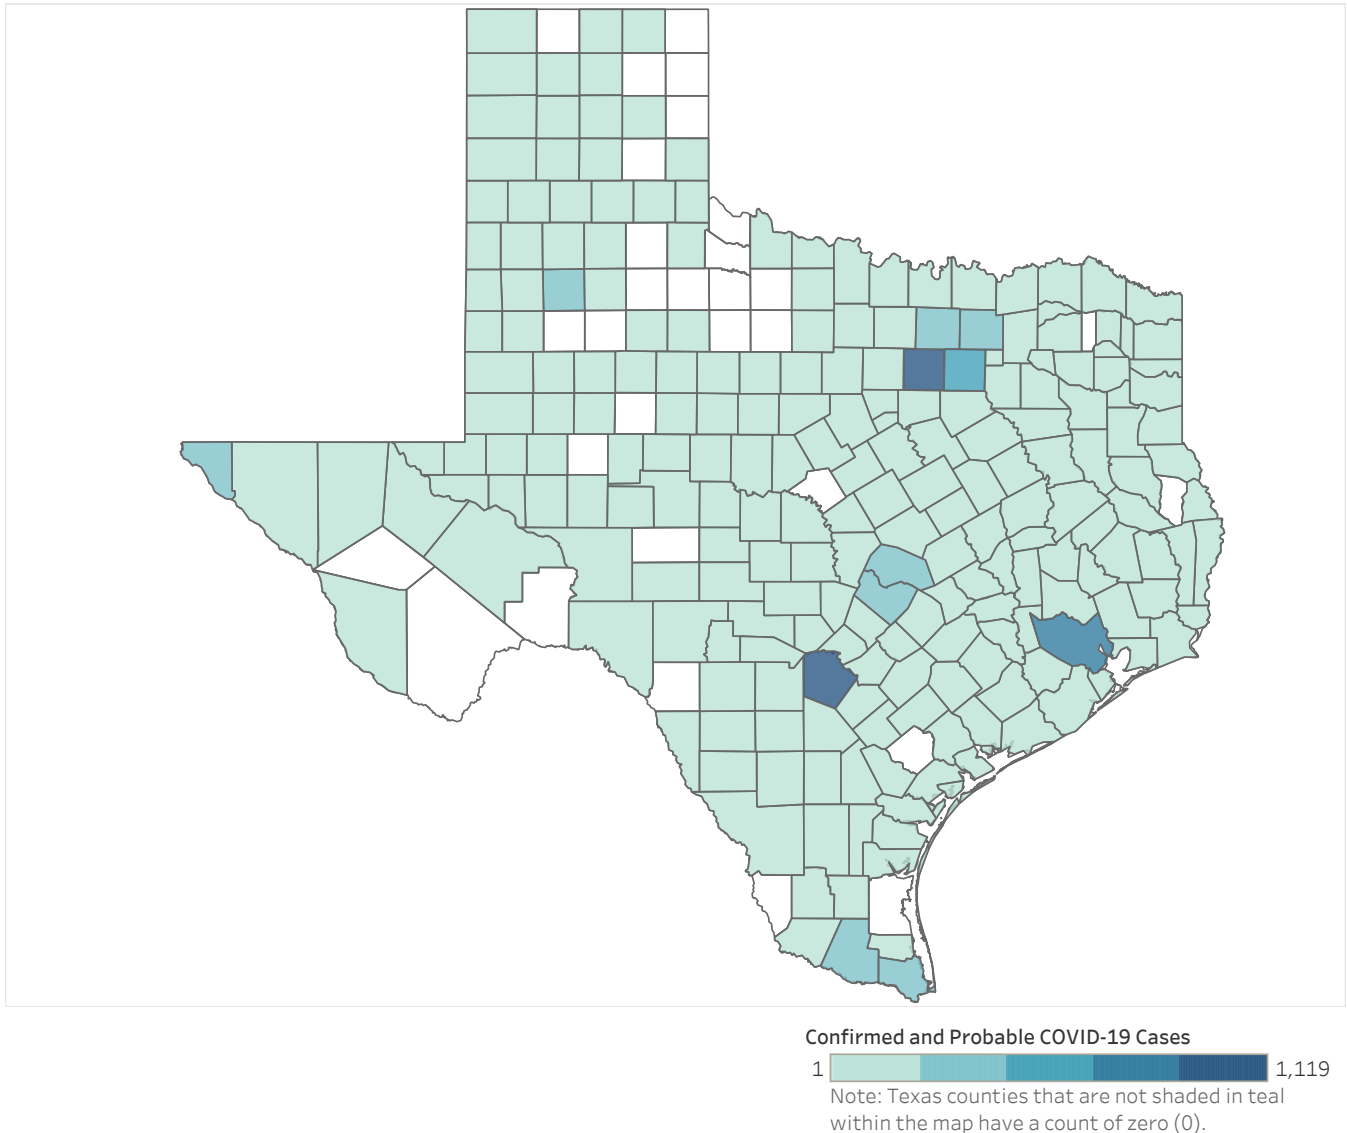 Confirmed and Probable COVID-19 Cases
1 1,119
Note: Texas counties that are not shaded in teal
within the map have a count of zero (0).